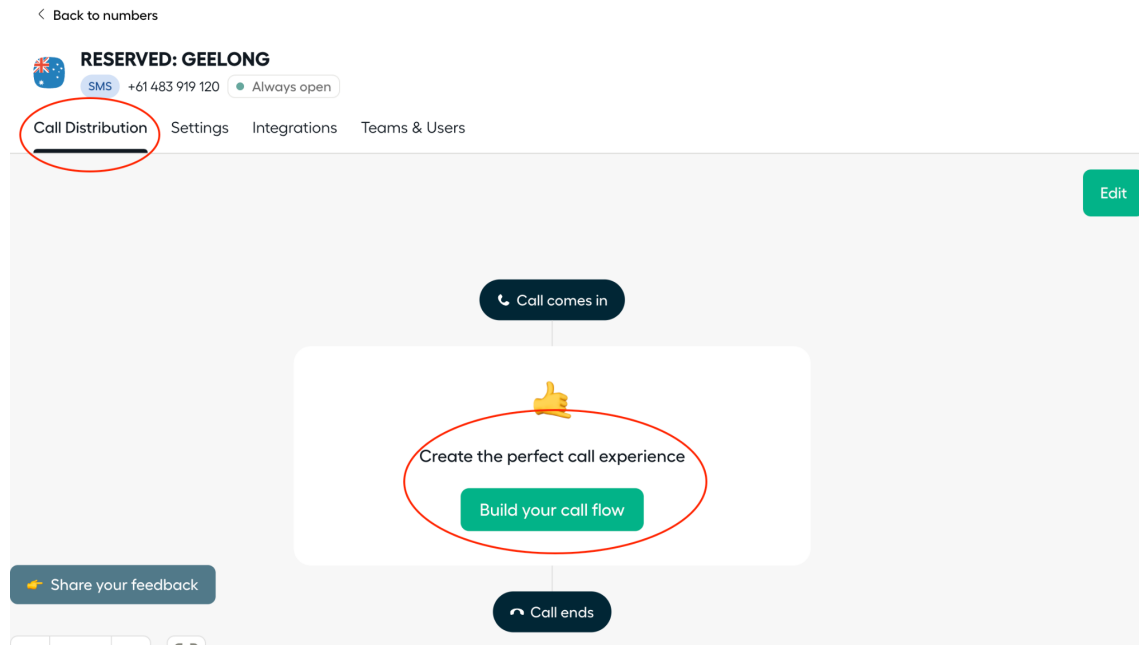 Back to numbers
RESERVED: GEELONG
SMS +61 483 919 120 Always open
Call Distribution Settings Integrations Teams & Users
Edit
Call comes in
Create the perfect call experience
Build your call flow
Share your feedback
Call ends